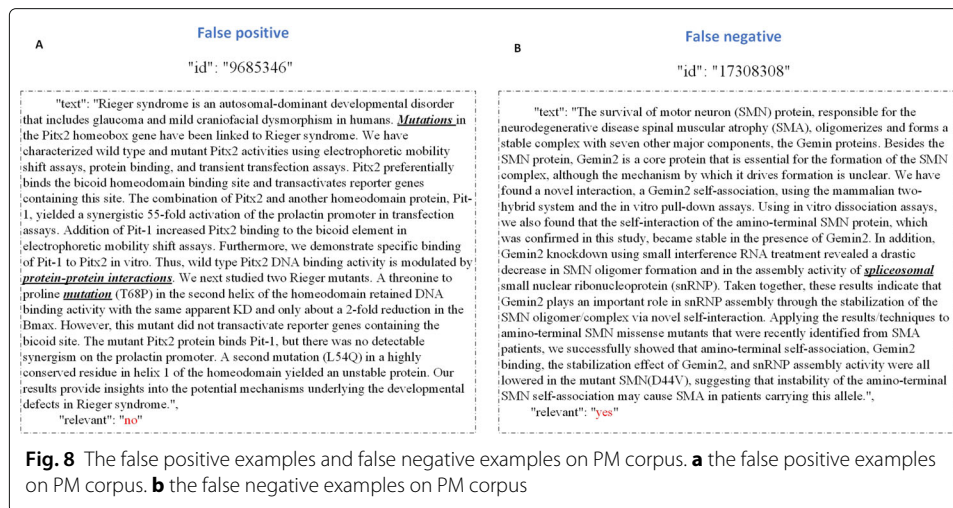 A
False positive
"id": "9685346"
"text": "Rieger syndrome is an autosomal-dominant developmental disorder
that includes glaucoma and mild craniofacial dysmorphism in humans. Mutations in
the Pitx2 homeobox gene have been linked to Rieger syndrome. We have
characterized wild type and mutant Pitx2 activities using electrophoretic mobility
shift assays, protein binding, and transient transfection assays. Pitx2 preferentially
binds the bicoid homeodomain binding site and transactivates reporter genes
containing this site. The combination of Pitx2 and another homeodomain protein, Pit-
1, yielded a synergistic 55-fold activation of the prolactin promoter in transfection
assays. Addition of Pit-1 increased Pitx2 binding to the bicoid element in
electrophoretic mobility shift assays. Furthermore, we demonstrate specific binding
of Pit-1 to Pitx2 in vitro. Thus, wild type Pitx2 DNA binding activity is modulated by
protein-protein interactions. We next studied two Rieger mutants. A threonine to
proline mutation (T68P) in the second helix of the homeodomain retained DNA
binding activity with the same apparent KD and only about a 2-fold reduction in the
Bmax. However, this mutant did not transactivate reporter genes containing the
bicoid site. The mutant Pitx2 protein binds Pit-1, but there was no detectable
synergism on the prolactin promoter. A second mutation (L54Q) in a highly
conserved residue in helix 1 of the homeodomain yielded an unstable protein. Our
results provide insights into the potential mechanisms underlying the developmental
defects in Rieger syndrome.",
"relevant": "no"
B
False negative
"id": "17308308"
"text": "The survival of motor neuron (SMN) protein, responsible for the
neurodegenerative disease spinal muscular atrophy (SMA), oligomerizes and forms a
stable complex with seven other major components, the Gemin proteins. Besides the
SMN protein, Gemin2 is a core protein that is essential for the formation of the SMN
complex, although the mechanism by which it drives formation is unclear. We have
found a novel interaction, a Gemin2 self-association, using the mammalian two-
hybrid system and the in vitro pull-down assays. Using in vitro dissociation assays,
we also found that the self-interaction of the amino-terminal SMN protein, which
was confirmed in this study, became stable in the presence of Gemin2. In addition,
Gemin2 knockdown using small interference RNA treatment revealed a drastic
decrease in SMN oligomer formation and in the assembly activity of spliceosomal
small nuclear ribonucleoprotein (snRNP). Taken together, these results indicate that
Gemin2 plays an important role in snRNP assembly through the stabilization of the
SMN oligomer/complex via novel self-interaction. Applying the results/techniques to
amino-terminal SMN missense mutants that were recently identified from SMA
patients, we successfully showed that amino-terminal self-association, Gemin2
binding, the stabilization effect of Gemin2, and snRNP assembly activity were all
lowered in the mutant SMN(D44V), suggesting that instability of the amino-terminal
SMN self-association may cause SMA in patients carrying this allele.",
"relevant": "yes"
Fig. 8 The false positive examples and false negative examples on PM corpus. a the false positive examples
on PM corpus. b the false negative examples on PM corpus